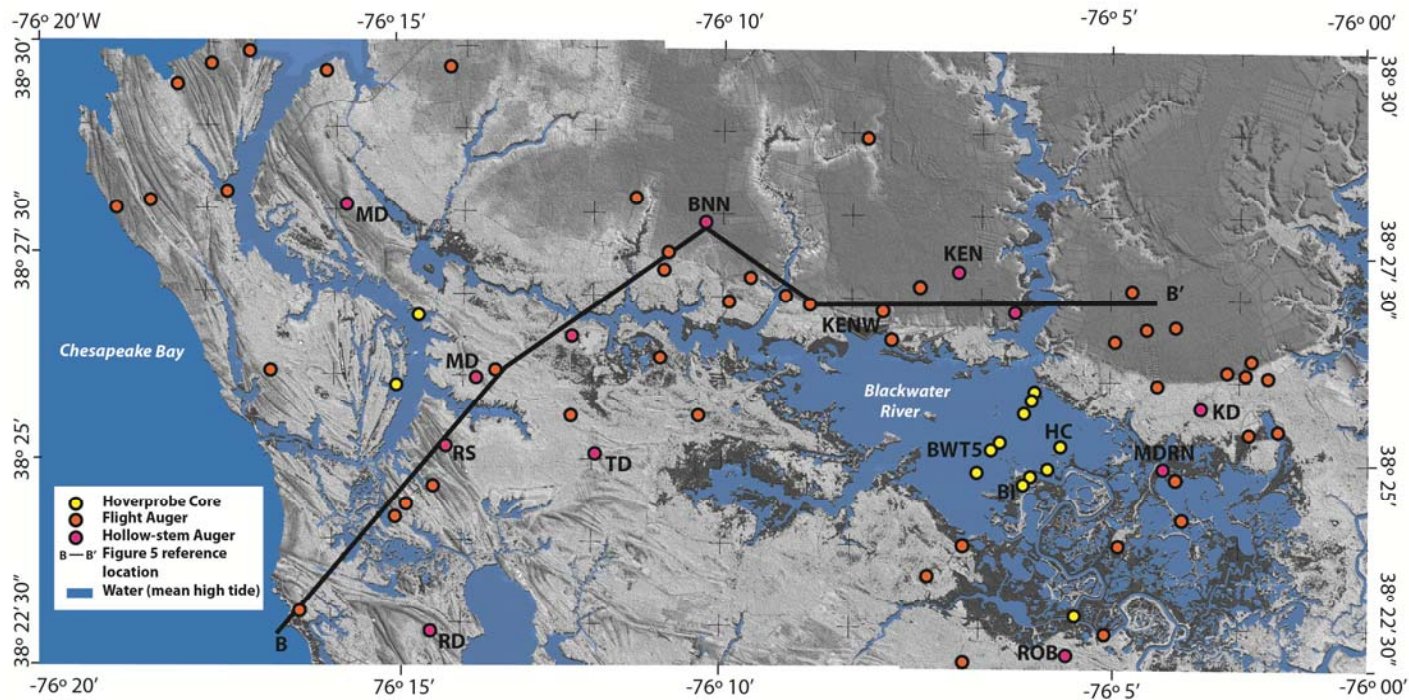 -76° 20' W
-76° 15'
-76° 10'
-76° 5'
-76° 00'
38° 30'
38° 30'
MD
BNN
KEN
38° 27' 30"
38° 27' 30"
B'
KENW
Chesapeake Bay
MD
Blackwater
River
KD
RS
TD
BWT5
HC
MDRN
BI
38° 25'
38° 25'
Hoverprobe Core
Flight Auger
Hollow-stem Auger
B — B' Figure 5 reference
location
Water (mean high tide)
B
RD
ROB
38° 22' 30"
38° 22' 30"
-76° 20'
-76° 15'
-76° 10'
-76° 5'
-76° 00'